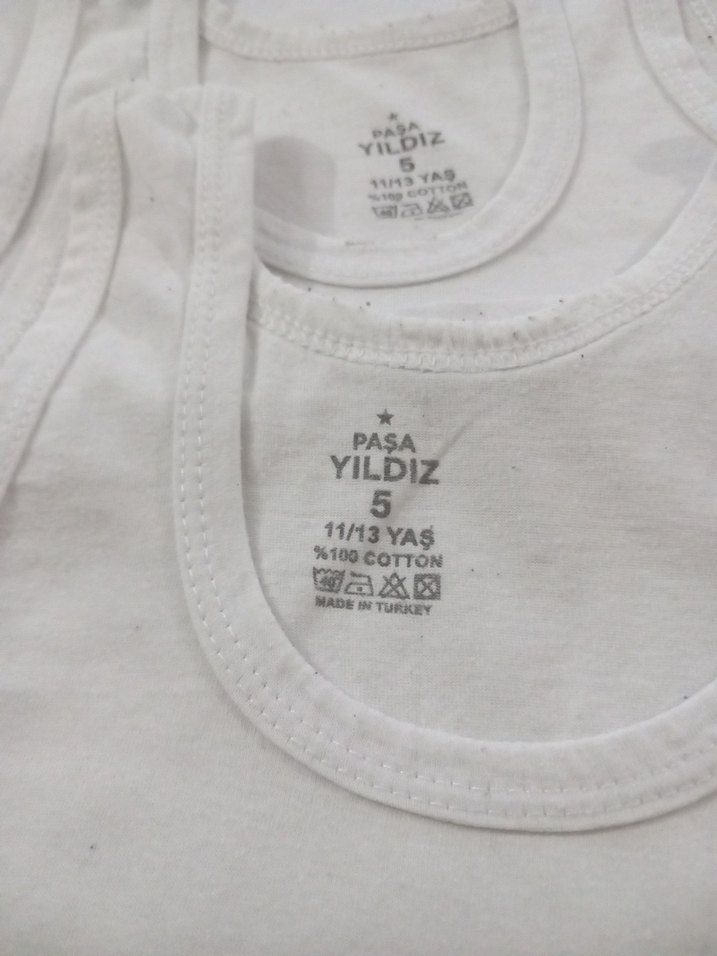 PAŞA
YILDIZ
5
11/13 YAŞ
%100 COTTON
PAŞA
YILDIZ
5
11/13 YAŞ
%100 COTTON
40
MADE IN TURKEY